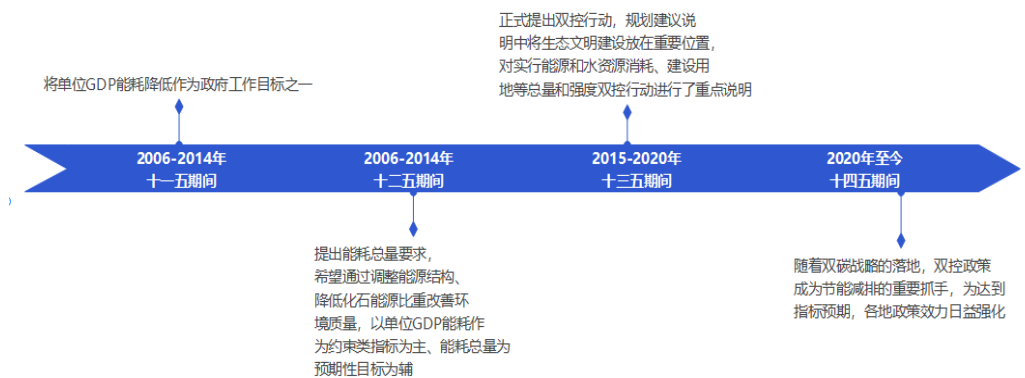 正式提出双控行动，规划建议说
明中将生态文明建设放在重要位置，
对实行能源和水资源消耗、建设用
地等总量和强度双控行动进行了重点说明
将单位GDP能耗降低作为政府工作目标之一
2006-2014年
十一五期间
2006-2014年
十二五期间
2015-2020年
十三五期间
2020年至今
十四五期间
提出能耗总量要求，
希望通过调整能源结构、
降低化石能源比重改善环
境质量，以单位GDP能耗作
为约束类指标为主、能耗总量为
预期性目标为辅
随着双碳战略的落地，双控政策
成为节能减排的重要抓手，为达到
指标预期，各地政策效力日益强化